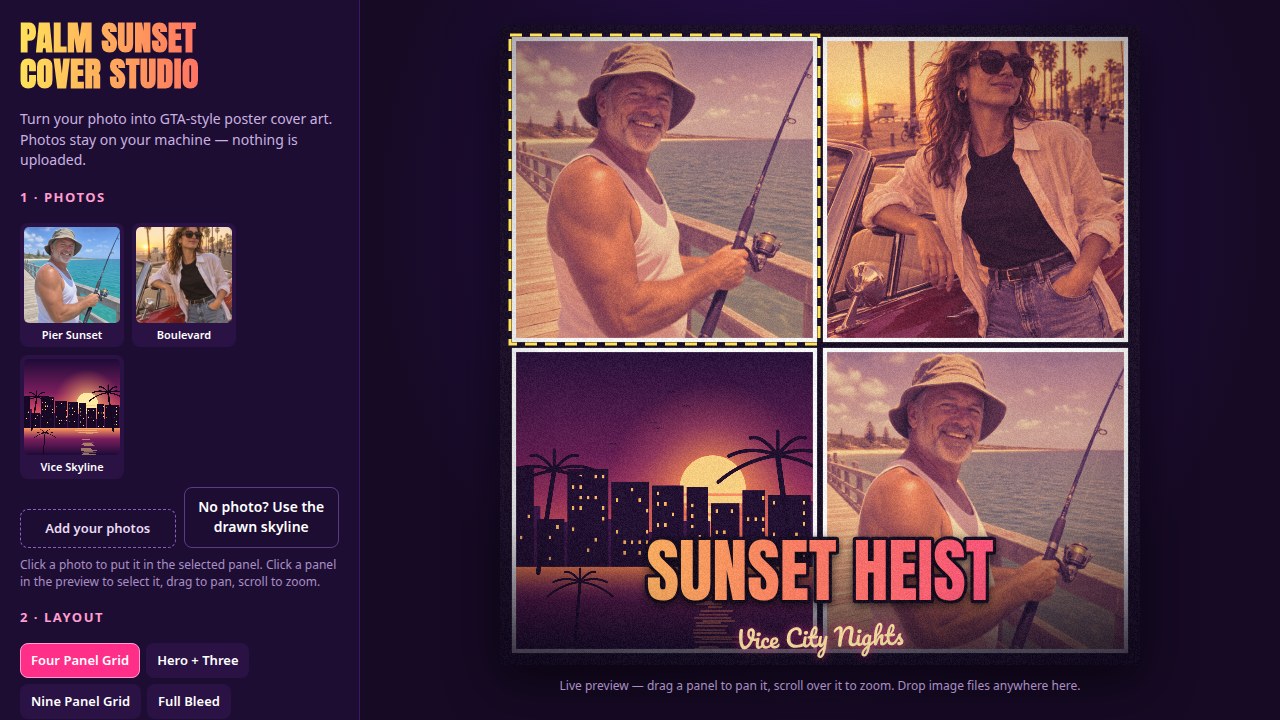 PALM SUNSET
COVER STUDIO
Turn your photo into GTA-style poster cover art.
Photos stay on your machine — nothing is
uploaded.
1 · PHOTOS
Pier Sunset
Boulevard
Vice Skyline
Add your photos
No photo? Use the
drawn skyline
Click a photo to put it in the selected panel. Click a panel
in the preview to select it, drag to pan, scroll to zoom.
2 · LAYOUT
Four Panel Grid
Hero + Three
Nine Panel Grid
Full Bleed
SUNSET HEIST
Vice City Nights
Live preview — drag a panel to pan it, scroll over it to zoom. Drop image files anywhere here.